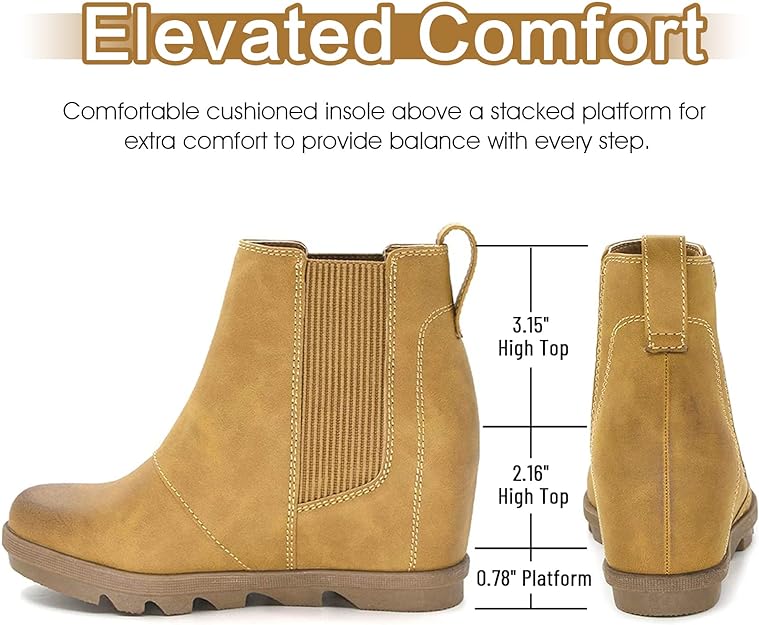 Elevated Comfort
Comfortable cushioned insole above a stacked platform for
extra comfort to provide balance with every step.
3.15"
High Top
2.16"
High Top
0.78" Platform